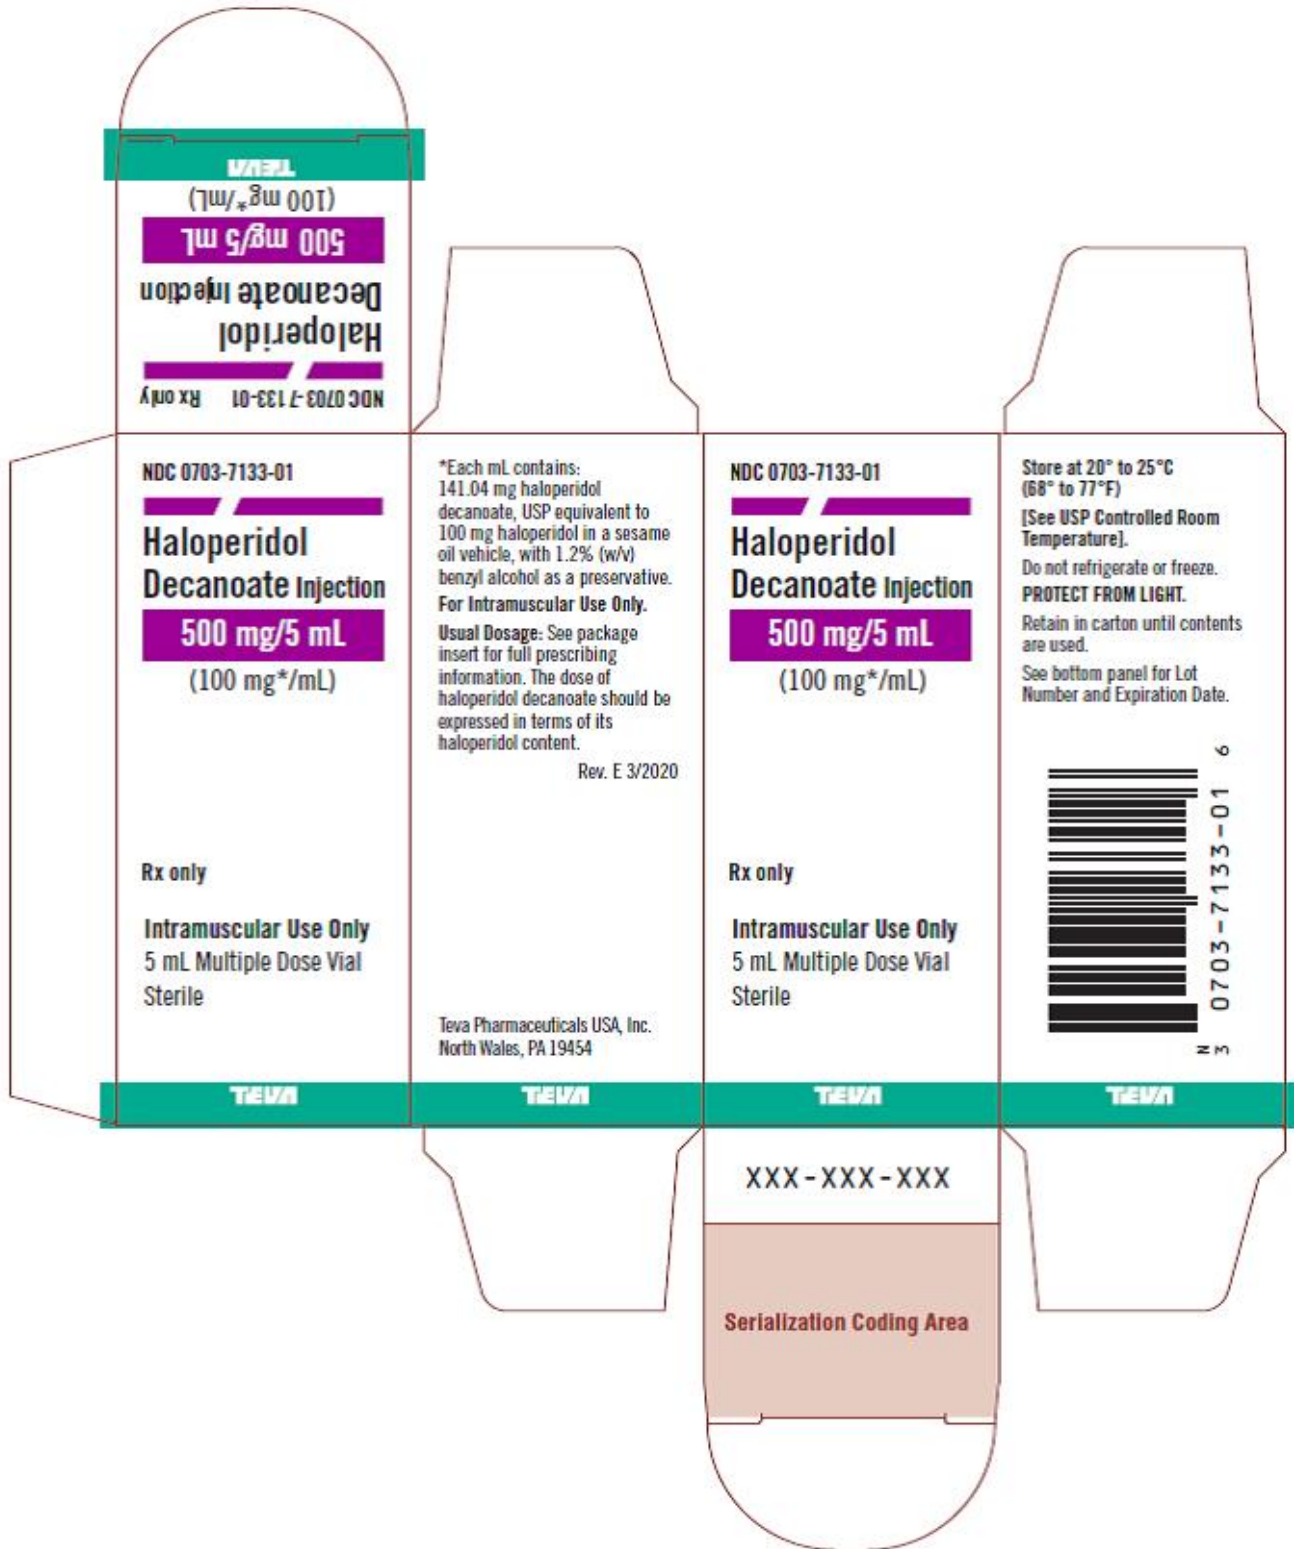 TEVA
(100 mg*/mL)
500 mg/5 mL
Decanoate Injection
Haloperidol
NDC 0703-7133-01 Rx only
NDC 0703-7133-01
Haloperidol
Decanoate Injection
500 mg/5 mL
(100 mg*/mL)
Rx only
Intramuscular Use Only
5 mL Multiple Dose Vial
Sterile
TEVA
*Each mL contains:
141.04 mg haloperidol
decanoate, USP equivalent to
100 mg haloperidol in a sesame
oil vehicle, with 1.2% (w/v)
benzyl alcohol as a preservative.
For Intramuscular Use Only.
Usual Dosage: See package
insert for full prescribing
information. The dose of
haloperidol decanoate should be
expressed in terms of its
haloperidol content.
Rev. E 3/2020
Teva Pharmaceuticals USA, Inc.
North Wales, PA 19454
TEVA
NDC 0703-7133-01
Haloperidol
Decanoate Injection
500 mg/5 mL
(100 mg*/mL)
Rx only
Intramuscular Use Only
5 mL Multiple Dose Vial
Sterile
TEVA
XXX-XXX-XXX
Serialization Coding Area
Store at 20° to 25°C
(68° to 77°F)
[See USP Controlled Room
Temperature].
Do not refrigerate or freeze.
PROTECT FROM LIGHT.
Retain in carton until contents
are used.
See bottom panel for Lot
Number and Expiration Date.
N
3 0703-7133-01 6
TEVA